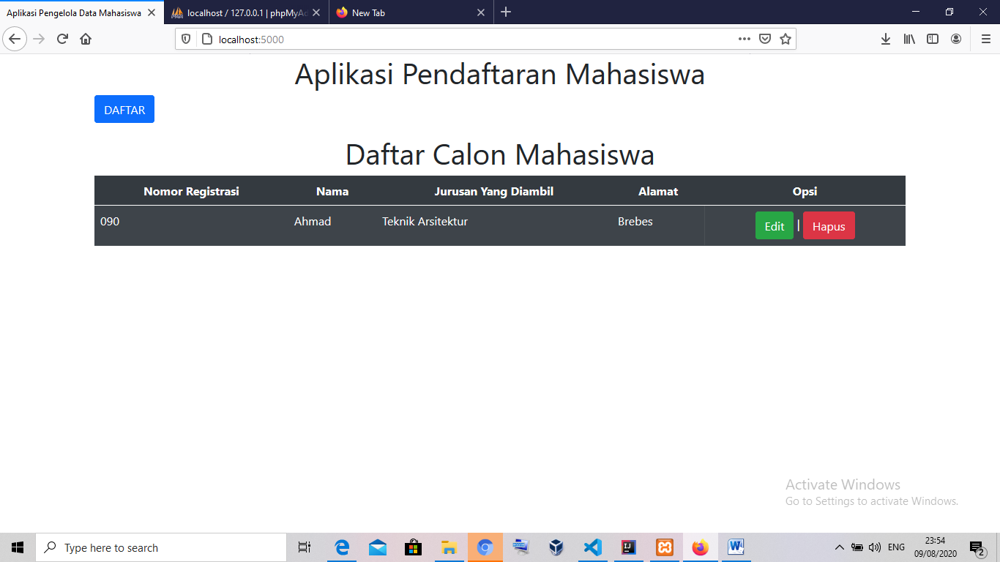 Aplikasi Pengelola Data Mahasiswa
localhost / 127.0.0.1 | phpMyAd
New Tab
localhost:5000
Aplikasi Pendaftaran Mahasiswa
DAFTAR
Daftar Calon Mahasiswa
Nomor Registrasi Nama Jurusan Yang Diambil Alamat Opsi
090 Ahmad Teknik Arsitektur Brebes Edit | Hapus
Activate Windows
Go to Settings to activate Windows.
Type here to search
ENG
23:54
09/08/2020
2